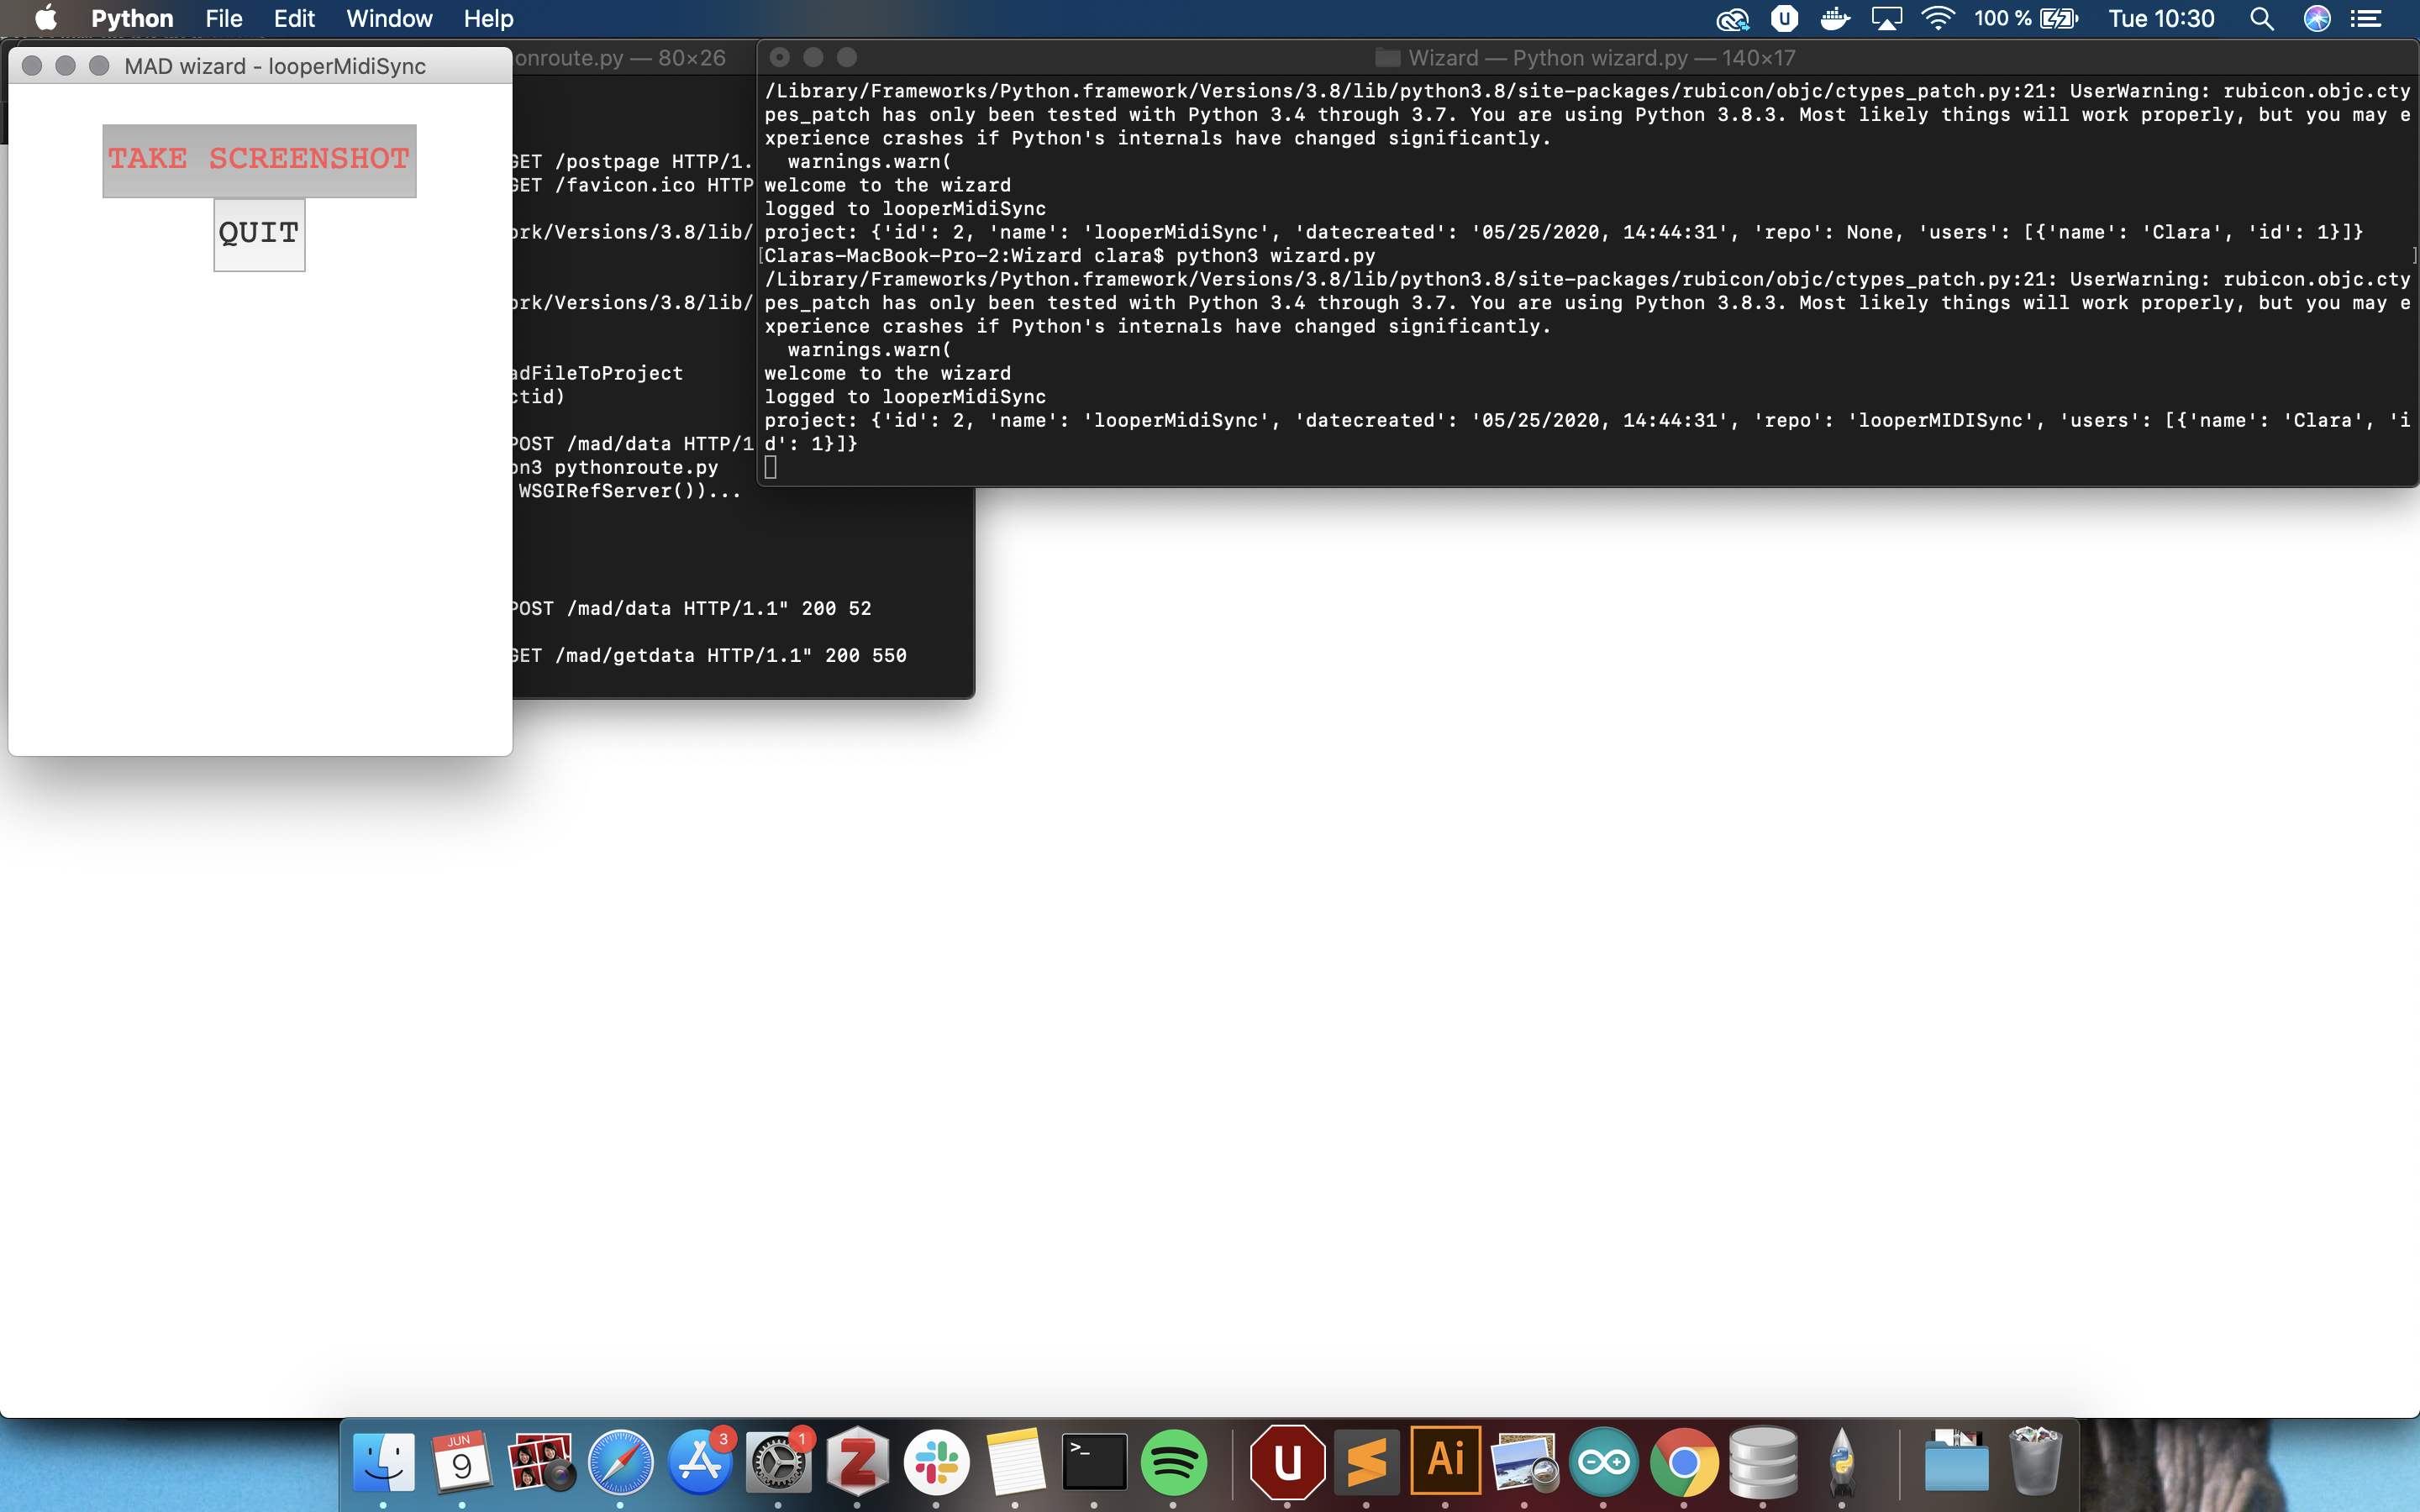 Python File Edit Window Help
100 % Tue 10:30
MAD wizard - looperMidiSync
TAKE SCREENSHOT
QUIT
onroute.py — 80×26
GET /postpage HTTP/1.
GET /favicon.ico HTTP
ork/Versions/3.8/lib/
ork/Versions/3.8/lib/
adFileToProject
ctid)
POST /mad/data HTTP/1
on3 pythonroute.py
WSGIRefServer())...
POST /mad/data HTTP/1.1" 200 52
GET /mad/getdata HTTP/1.1" 200 550
Wizard — Python wizard.py — 140×17
/Library/Frameworks/Python.framework/Versions/3.8/lib/python3.8/site-packages/rubicon/objc/ctypes_patch.py:21: UserWarning: rubicon.objc.cty
pes_patch has only been tested with Python 3.4 through 3.7. You are using Python 3.8.3. Most likely things will work properly, but you may e
xperience crashes if Python's internals have changed significantly.
warnings.warn(
welcome to the wizard
logged to looperMidiSync
project: {'id': 2, 'name': 'looperMidiSync', 'datecreated': '05/25/2020, 14:44:31', 'repo': None, 'users': [{'name': 'Clara', 'id': 1}]}
[Claras-MacBook-Pro-2:Wizard clara$ python3 wizard.py ]
/Library/Frameworks/Python.framework/Versions/3.8/lib/python3.8/site-packages/rubicon/objc/ctypes_patch.py:21: UserWarning: rubicon.objc.cty
pes_patch has only been tested with Python 3.4 through 3.7. You are using Python 3.8.3. Most likely things will work properly, but you may e
xperience crashes if Python's internals have changed significantly.
warnings.warn(
welcome to the wizard
logged to looperMidiSync
project: {'id': 2, 'name': 'looperMidiSync', 'datecreated': '05/25/2020, 14:44:31', 'repo': 'looperMIDISync', 'users': [{'name': 'Clara', 'i
d': 1}]}
JUN
9
3
1
Z
>_
U
S
Ai